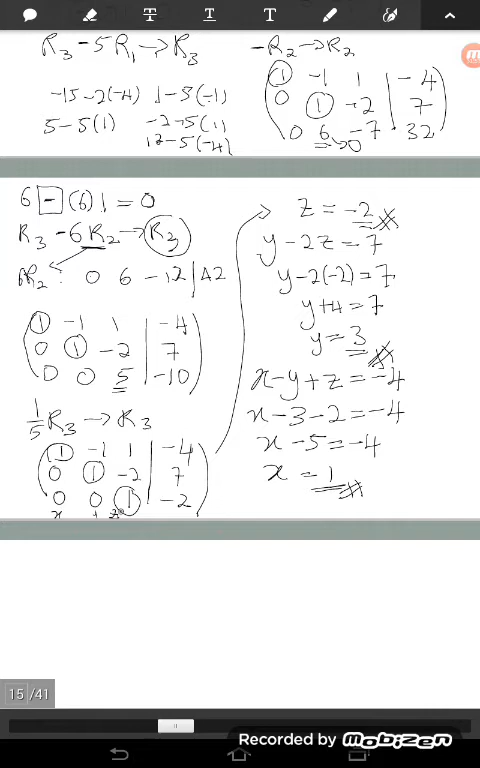 R₃ - 5R₁ → R₃
-R₂ → R₂
-15-2(-4) 1-5(-1)
5-5(1) -2-5(1)
12-5(-4)
1 -1 1 | -4
0 1 -2 | 7
0 6 -7 | 32
→0
6 - (6)1 = 0
R₃ - 6R₂ → R₃
6R₂: 0 6 -12 | 42
1 -1 1 | -4
0 1 -2 | 7
0 0 5 | -10
1/5 R₃ → R₃
1 -1 1 | -4
0 1 -2 | 7
0 0 1 | -2
x z
z = -2
y - 2z = 7
y - 2(-2) = 7
y + 4 = 7
y = 3
x - y + z = -4
x - 3 - 2 = -4
x - 5 = -4
x = 1
15 /41
Recorded by mobizen